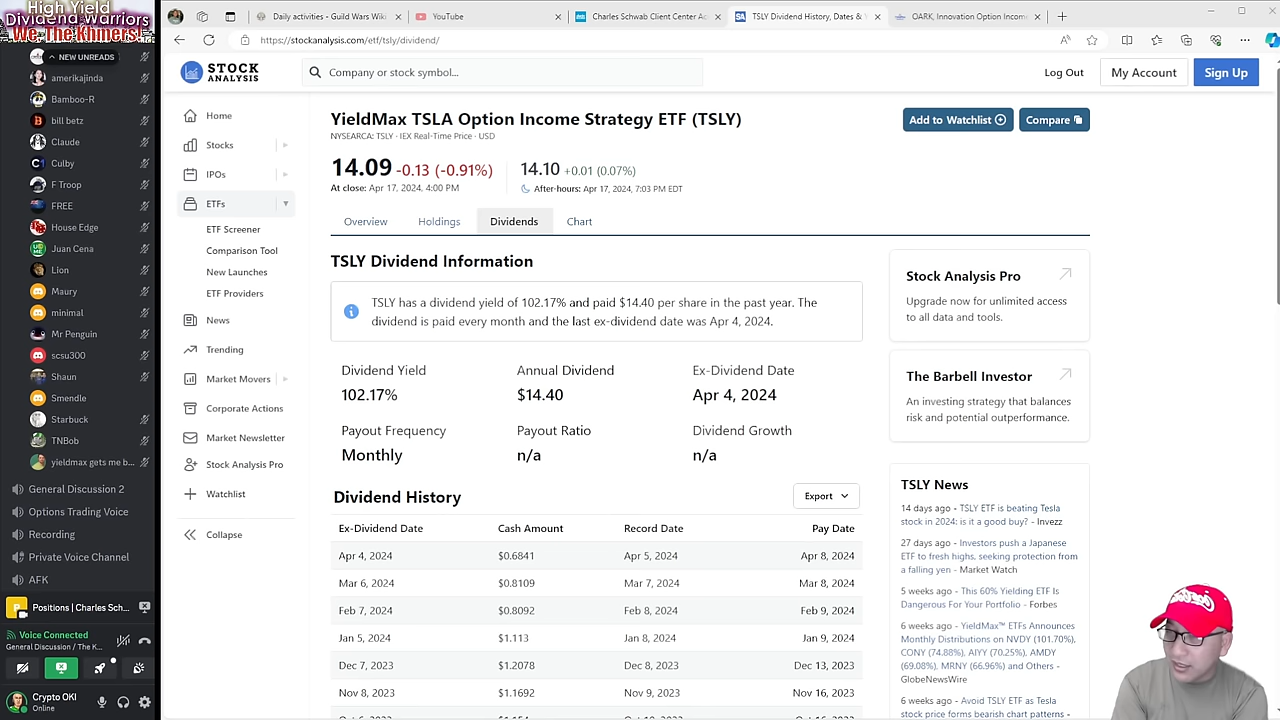 High Yield
Dividend Warriors
We The Khmers!
NEW UNREADS
amerikajinda
Bamboo-R
bill betz
Claude
Culby
F Troop
FREE
House Edge
Juan Cena
Lion
Maury
minimal
Mr Penguin
scsu300
Shaun
Smendle
Starbuck
TNBob
yieldmax gets me b...
General Discussion 2
Options Trading Voice
Recording
Private Voice Channel
AFK
Positions | Charles Sch...
Voice Connected
General Discussion / The K...
Crypto OKI
Online
Daily activities - Guild Wars Wiki
YouTube
Charles Schwab Client Center Ac
TSLY Dividend History, Dates & Y
OARK, Innovation Option Incom
https://stockanalysis.com/etf/tsly/dividend/
STOCK
ANALYSIS
Company or stock symbol...
Log Out
My Account
Sign Up
Home
Stocks
IPOs
ETFs
ETF Screener
Comparison Tool
New Launches
ETF Providers
News
Trending
Market Movers
Corporate Actions
Market Newsletter
Stock Analysis Pro
Watchlist
Collapse
YieldMax TSLA Option Income Strategy ETF (TSLY)
NYSEARCA: TSLY · IEX Real-Time Price · USD
Add to Watchlist
Compare
14.09 -0.13 (-0.91%)
At close: Apr 17, 2024, 4:00 PM
14.10 +0.01 (0.07%)
After-hours: Apr 17, 2024, 7:03 PM EDT
Overview
Holdings
Dividends
Chart
TSLY Dividend Information
TSLY has a dividend yield of 102.17% and paid $14.40 per share in the past year. The
dividend is paid every month and the last ex-dividend date was Apr 4, 2024.
Dividend Yield
102.17%
Annual Dividend
$14.40
Ex-Dividend Date
Apr 4, 2024
Payout Frequency
Monthly
Payout Ratio
n/a
Dividend Growth
n/a
Dividend History
Export
Ex-Dividend Date Cash Amount Record Date Pay Date
Apr 4, 2024 $0.6841 Apr 5, 2024 Apr 8, 2024
Mar 6, 2024 $0.8109 Mar 7, 2024 Mar 8, 2024
Feb 7, 2024 $0.8092 Feb 8, 2024 Feb 9, 2024
Jan 5, 2024 $1.113 Jan 8, 2024 Jan 9, 2024
Dec 7, 2023 $1.2078 Dec 8, 2023 Dec 13, 2023
Nov 8, 2023 $1.1692 Nov 9, 2023 Nov 16, 2023
Stock Analysis Pro
Upgrade now for unlimited access
to all data and tools.
The Barbell Investor
An investing strategy that balances
risk and potential outperformance.
TSLY News
14 days ago - TSLY ETF is beating Tesla
stock in 2024: is it a good buy? - Invezz
27 days ago - Investors push a Japanese
ETF to fresh highs, seeking protection from
a falling yen - Market Watch
5 weeks ago - This 60% Yielding ETF Is
Dangerous For Your Portfolio - Forbes
6 weeks ago - YieldMax™ ETFs Announces
Monthly Distributions on NVDY (101.70%),
CONY (74.88%), AIYY (70.25%), AMDY
(69.08%), MRNY (66.96%) and Others -
GlobeNewsWire
6 weeks ago - Avoid TSLY ETF as Tesla
stock price forms bearish chart patterns -